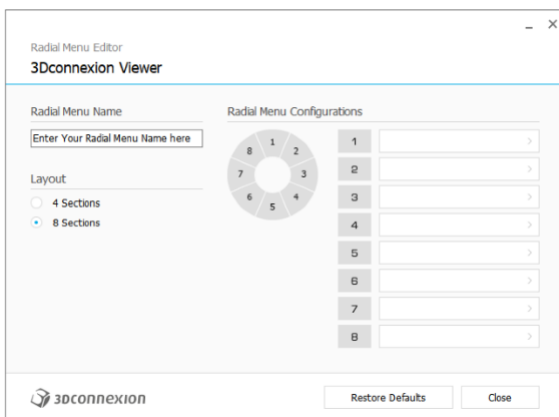 Radial Menu Editor
3Dconnexion Viewer
Radial Menu Name
Enter Your Radial Menu Name here
Layout
4 Sections
8 Sections
Radial Menu Configurations
1
2
3
4
5
6
7
8
1
2
3
4
5
6
7
8
3Dconnexion
Restore Defaults
Close